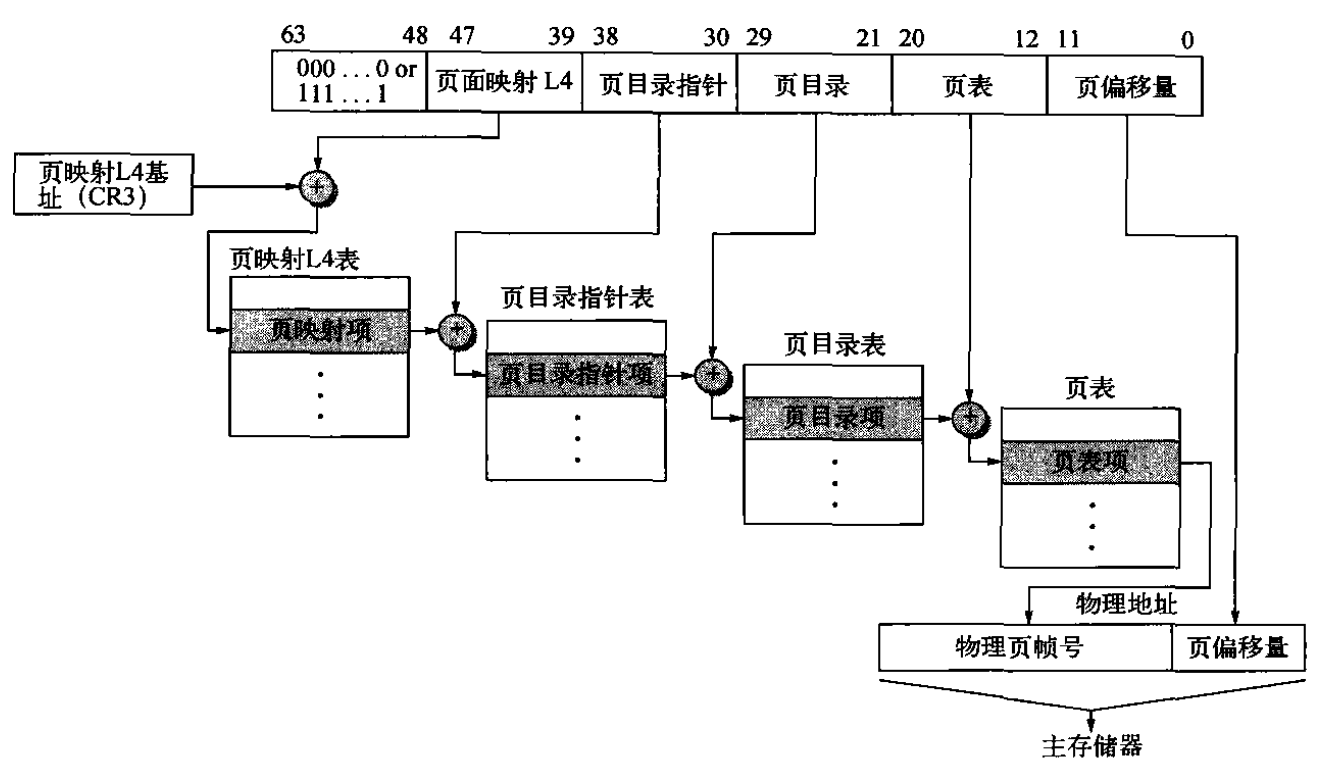 63 48 47 39 38 30 29 21 20 12 11 0
000...0 or
111...1
页面映射 L4
页目录指针
页目录
页表
页偏移量
页映射L4基
址（CR3）
+
页映射L4表
页映射项
+
页目录指针表
页目录指针项
+
页目录表
页目录项
+
页表
页表项
物理地址
物理页帧号
页偏移量
主存储器